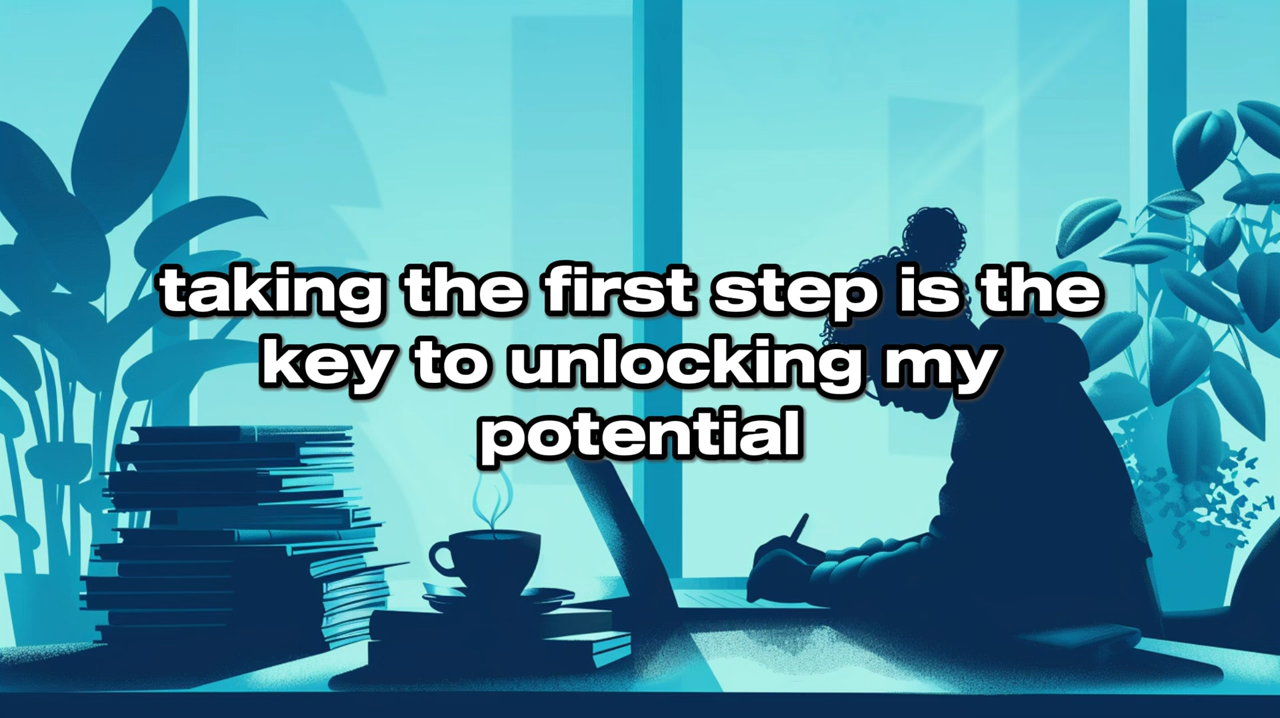 taking the first step is the
key to unlocking my
potential